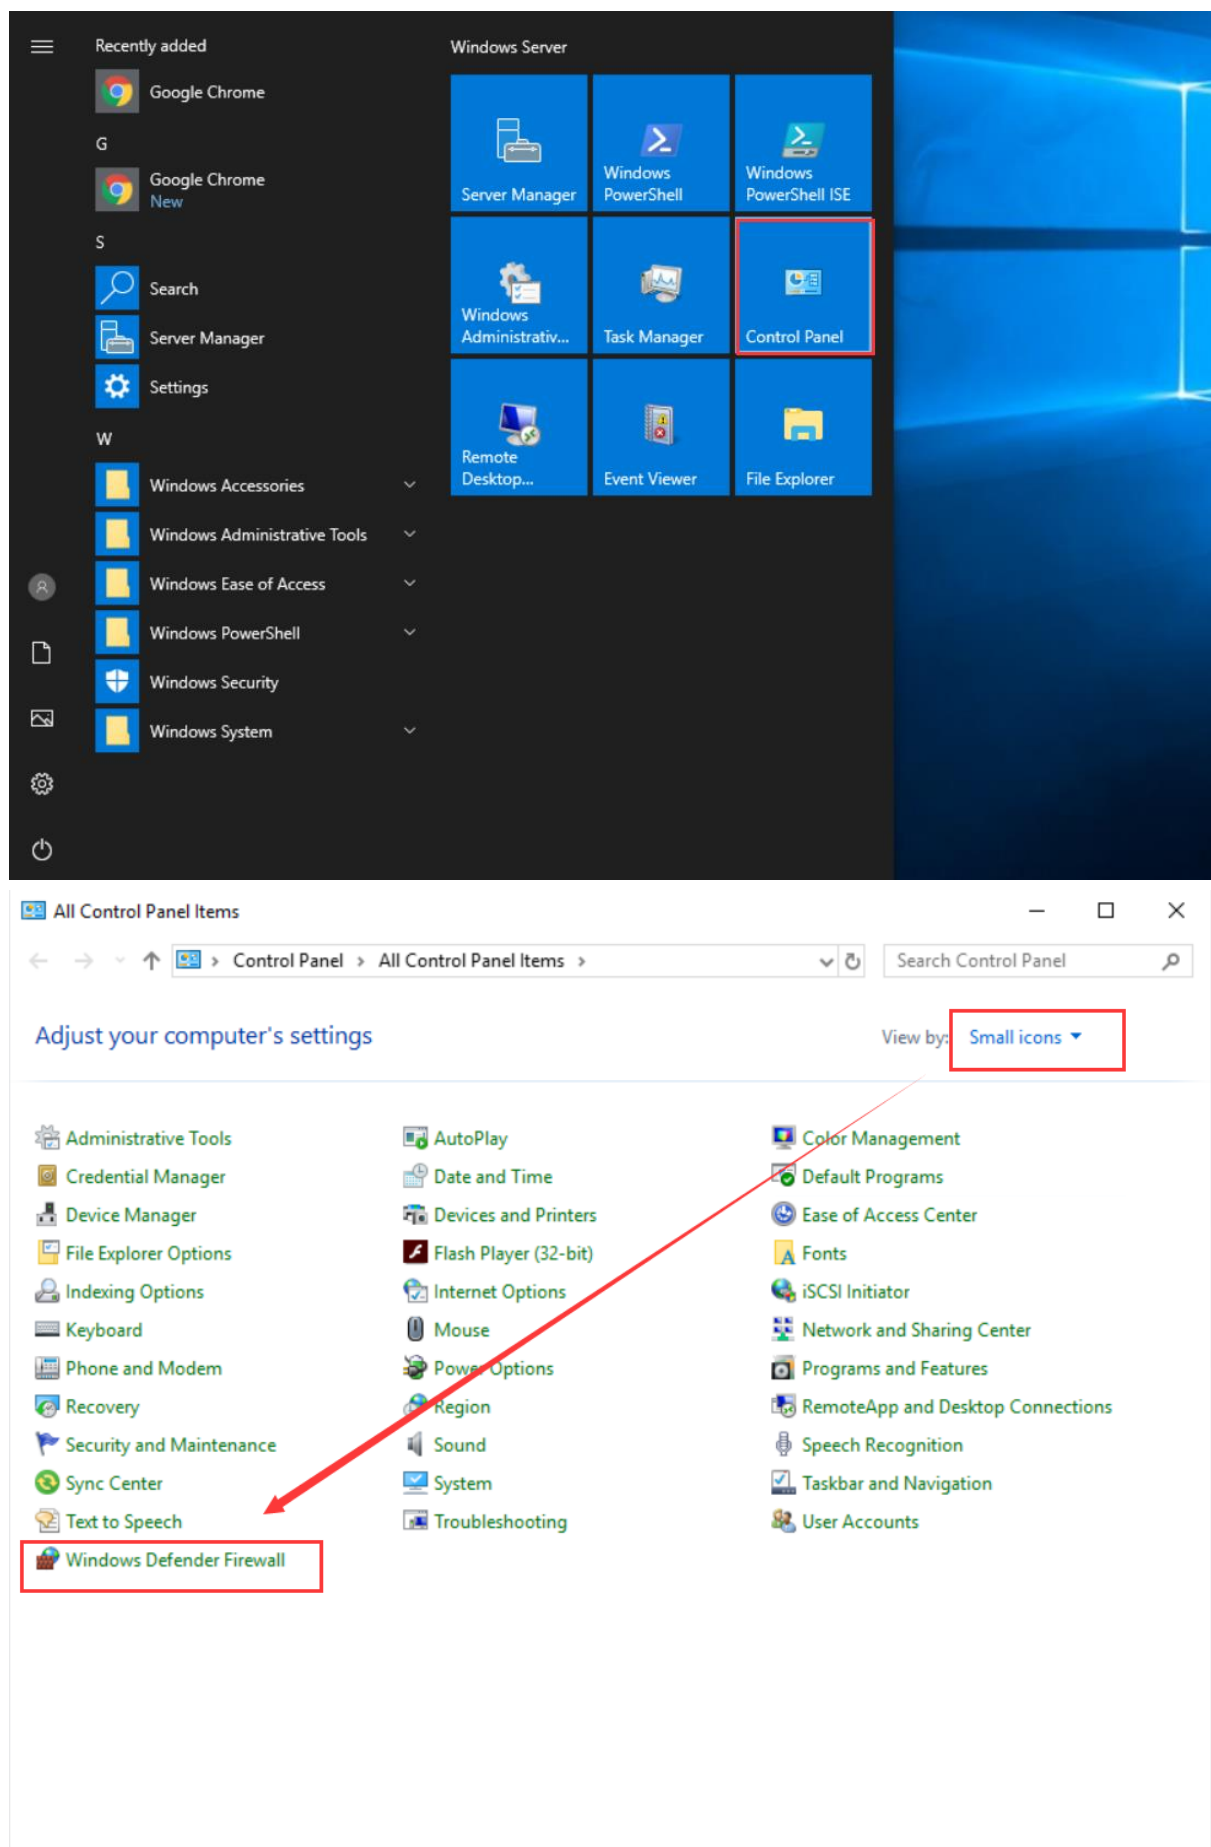 Recently added
Google Chrome
G
Google Chrome
New
S
Search
Server Manager
Settings
W
Windows Accessories
Windows Administrative Tools
Windows Ease of Access
Windows PowerShell
Windows Security
Windows System
Windows Server
Server Manager
Windows
PowerShell
Windows
PowerShell ISE
Windows
Administrativ...
Task Manager
Control Panel
Remote
Desktop...
Event Viewer
File Explorer
All Control Panel Items
Control Panel > All Control Panel Items >
Search Control Panel
Adjust your computer's settings
View by: Small icons
Administrative Tools
AutoPlay
Color Management
Credential Manager
Date and Time
Default Programs
Device Manager
Devices and Printers
Ease of Access Center
File Explorer Options
Flash Player (32-bit)
Fonts
Indexing Options
Internet Options
iSCSI Initiator
Keyboard
Mouse
Network and Sharing Center
Phone and Modem
Power Options
Programs and Features
Recovery
Region
RemoteApp and Desktop Connections
Security and Maintenance
Sound
Speech Recognition
Sync Center
System
Taskbar and Navigation
Text to Speech
Troubleshooting
User Accounts
Windows Defender Firewall